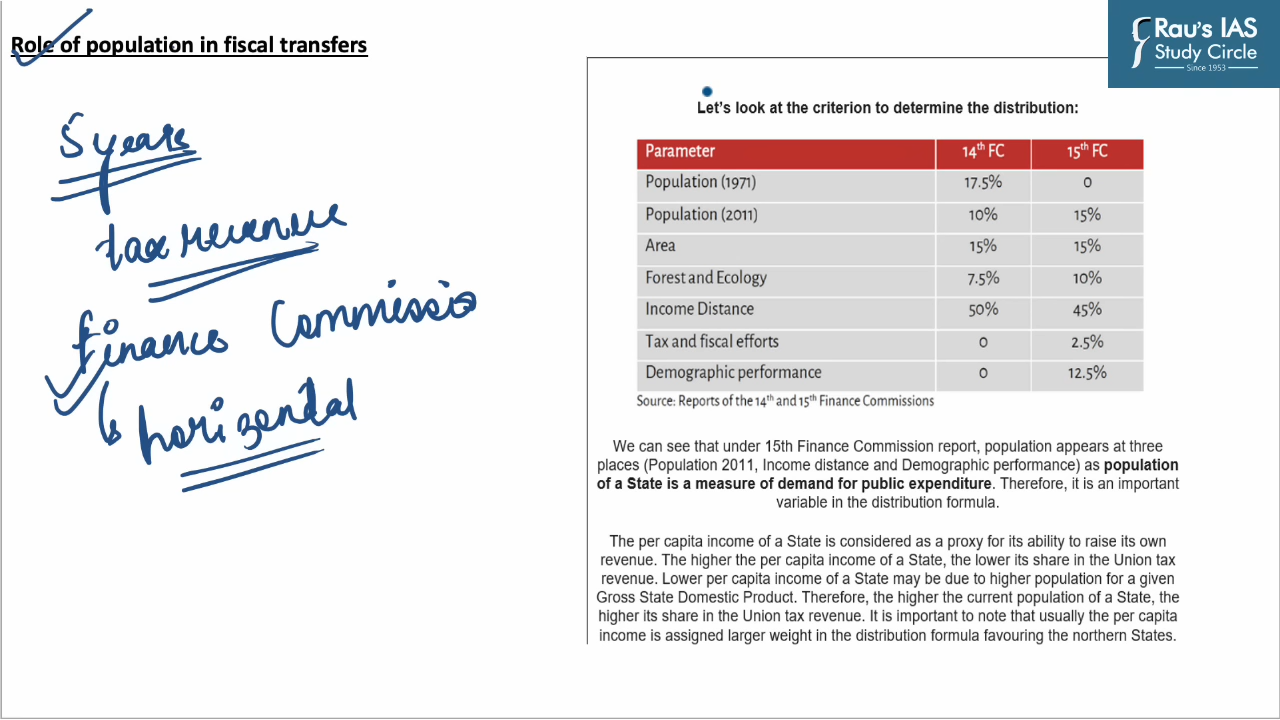 Role of population in fiscal transfers
Rau's IAS
Study Circle
Since 1953
5 years
tax revenue
Finance Commissio
horizontal
Let's look at the criterion to determine the distribution:
Parameter 14th FC 15th FC
Population (1971) 17.5% 0
Population (2011) 10% 15%
Area 15% 15%
Forest and Ecology 7.5% 10%
Income Distance 50% 45%
Tax and fiscal efforts 0 2.5%
Demographic performance 0 12.5%
Source: Reports of the 14th and 15th Finance Commissions
We can see that under 15th Finance Commission report, population appears at three
places (Population 2011, Income distance and Demographic performance) as population
of a State is a measure of demand for public expenditure. Therefore, it is an important
variable in the distribution formula.
The per capita income of a State is considered as a proxy for its ability to raise its own
revenue. The higher the per capita income of a State, the lower its share in the Union tax
revenue. Lower per capita income of a State may be due to higher population for a given
Gross State Domestic Product. Therefore, the higher the current population of a State, the
higher its share in the Union tax revenue. It is important to note that usually the per capita
income is assigned larger weight in the distribution formula favouring the northern States.